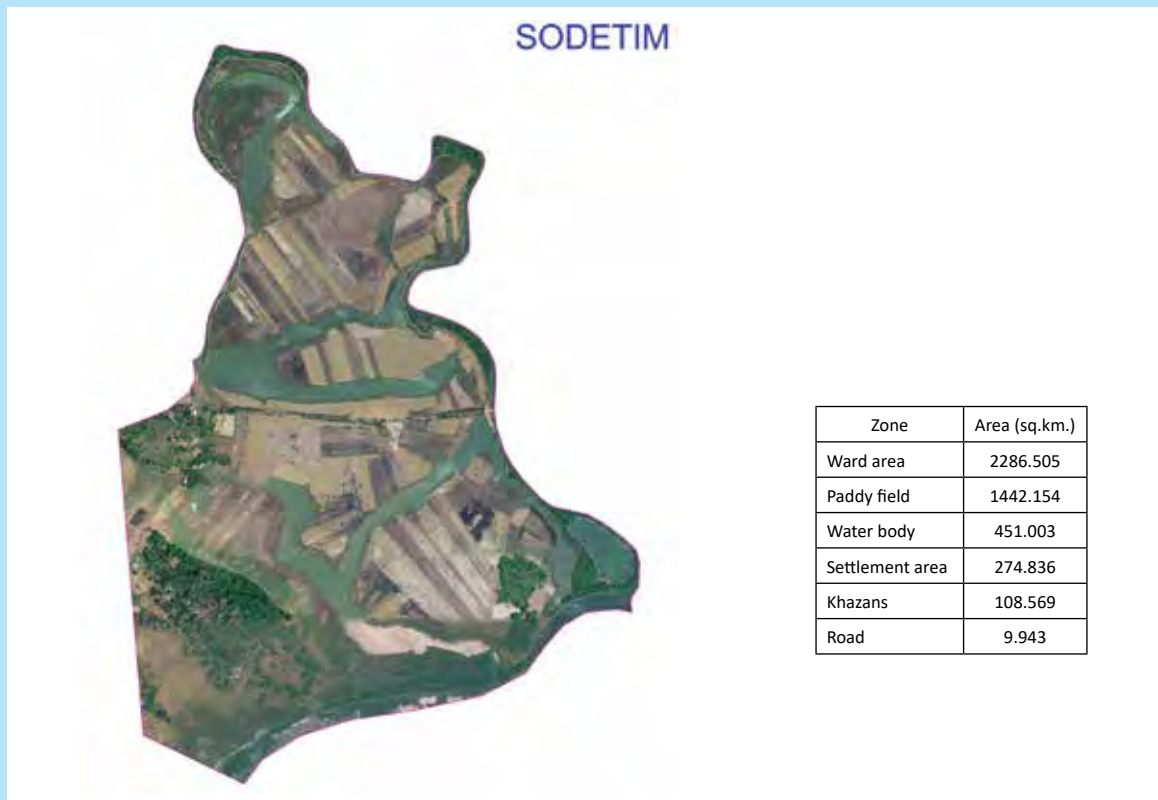 SODETIM
Zone Area (sq.km.)
Ward area 2286.505
Paddy field 1442.154
Water body 451.003
Settlement area 274.836
Khazans 108.569
Road 9.943